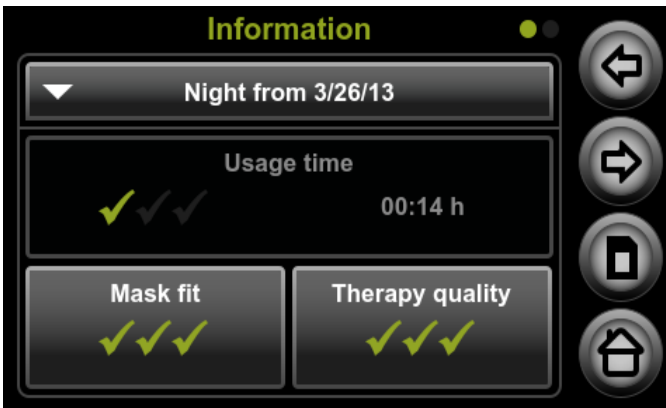 Information
Night from 3/26/13
Usage time
00:14 h
Mask fit
Therapy quality